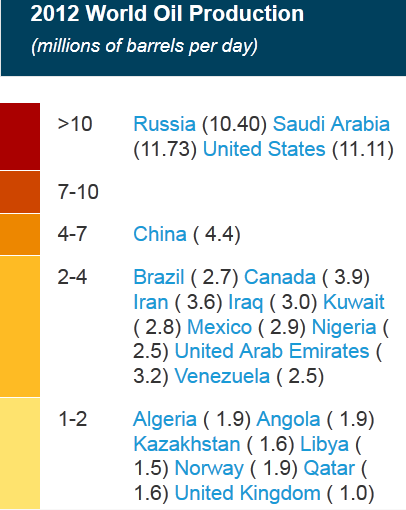 2012 World Oil Production
(millions of barrels per day)
>10 Russia (10.40) Saudi Arabia
(11.73) United States (11.11)
7-10
4-7 China ( 4.4)
2-4 Brazil ( 2.7) Canada ( 3.9)
Iran ( 3.6) Iraq ( 3.0) Kuwait
( 2.8) Mexico ( 2.9) Nigeria (
2.5) United Arab Emirates (
3.2) Venezuela ( 2.5)
1-2 Algeria ( 1.9) Angola ( 1.9)
Kazakhstan ( 1.6) Libya (
1.5) Norway ( 1.9) Qatar (
1.6) United Kingdom ( 1.0)